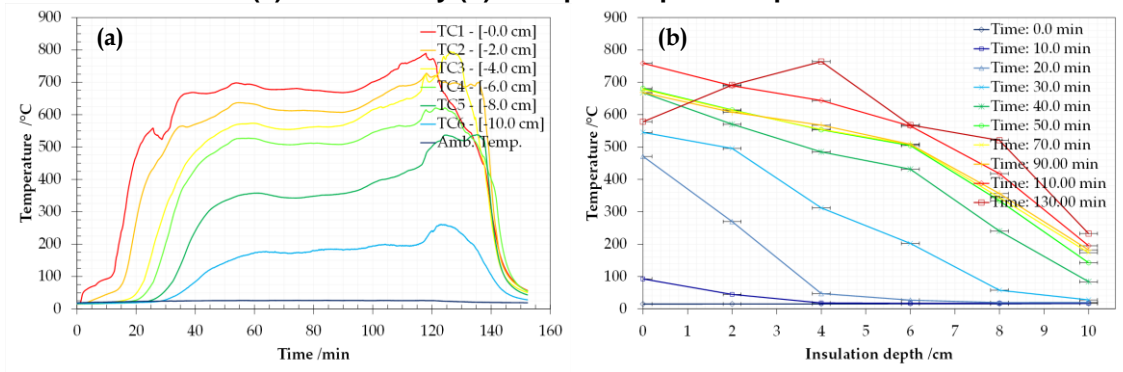 (a)
TC1 - [-0.0 cm]
TC2 - [-2.0 cm]
TC3 - [-4.0 cm]
TC4 - [-6.0 cm]
TC5 - [-8.0 cm]
TC6 - [-10.0 cm]
Amb. Temp.
900
800
700
600
500
400
300
200
100
0
Temperature /°C
0 20 40 60 80 100 120 140 160
Time /min
(b)
Time: 0.0 min
Time: 10.0 min
Time: 20.0 min
Time: 30.0 min
Time: 40.0 min
Time: 50.0 min
Time: 70.0 min
Time: 90.00 min
Time: 110.00 min
Time: 130.00 min
900
800
700
600
500
400
300
200
100
0
Temperature /°C
0 1 2 3 4 5 6 7 8 9 10
Insulation depth /cm